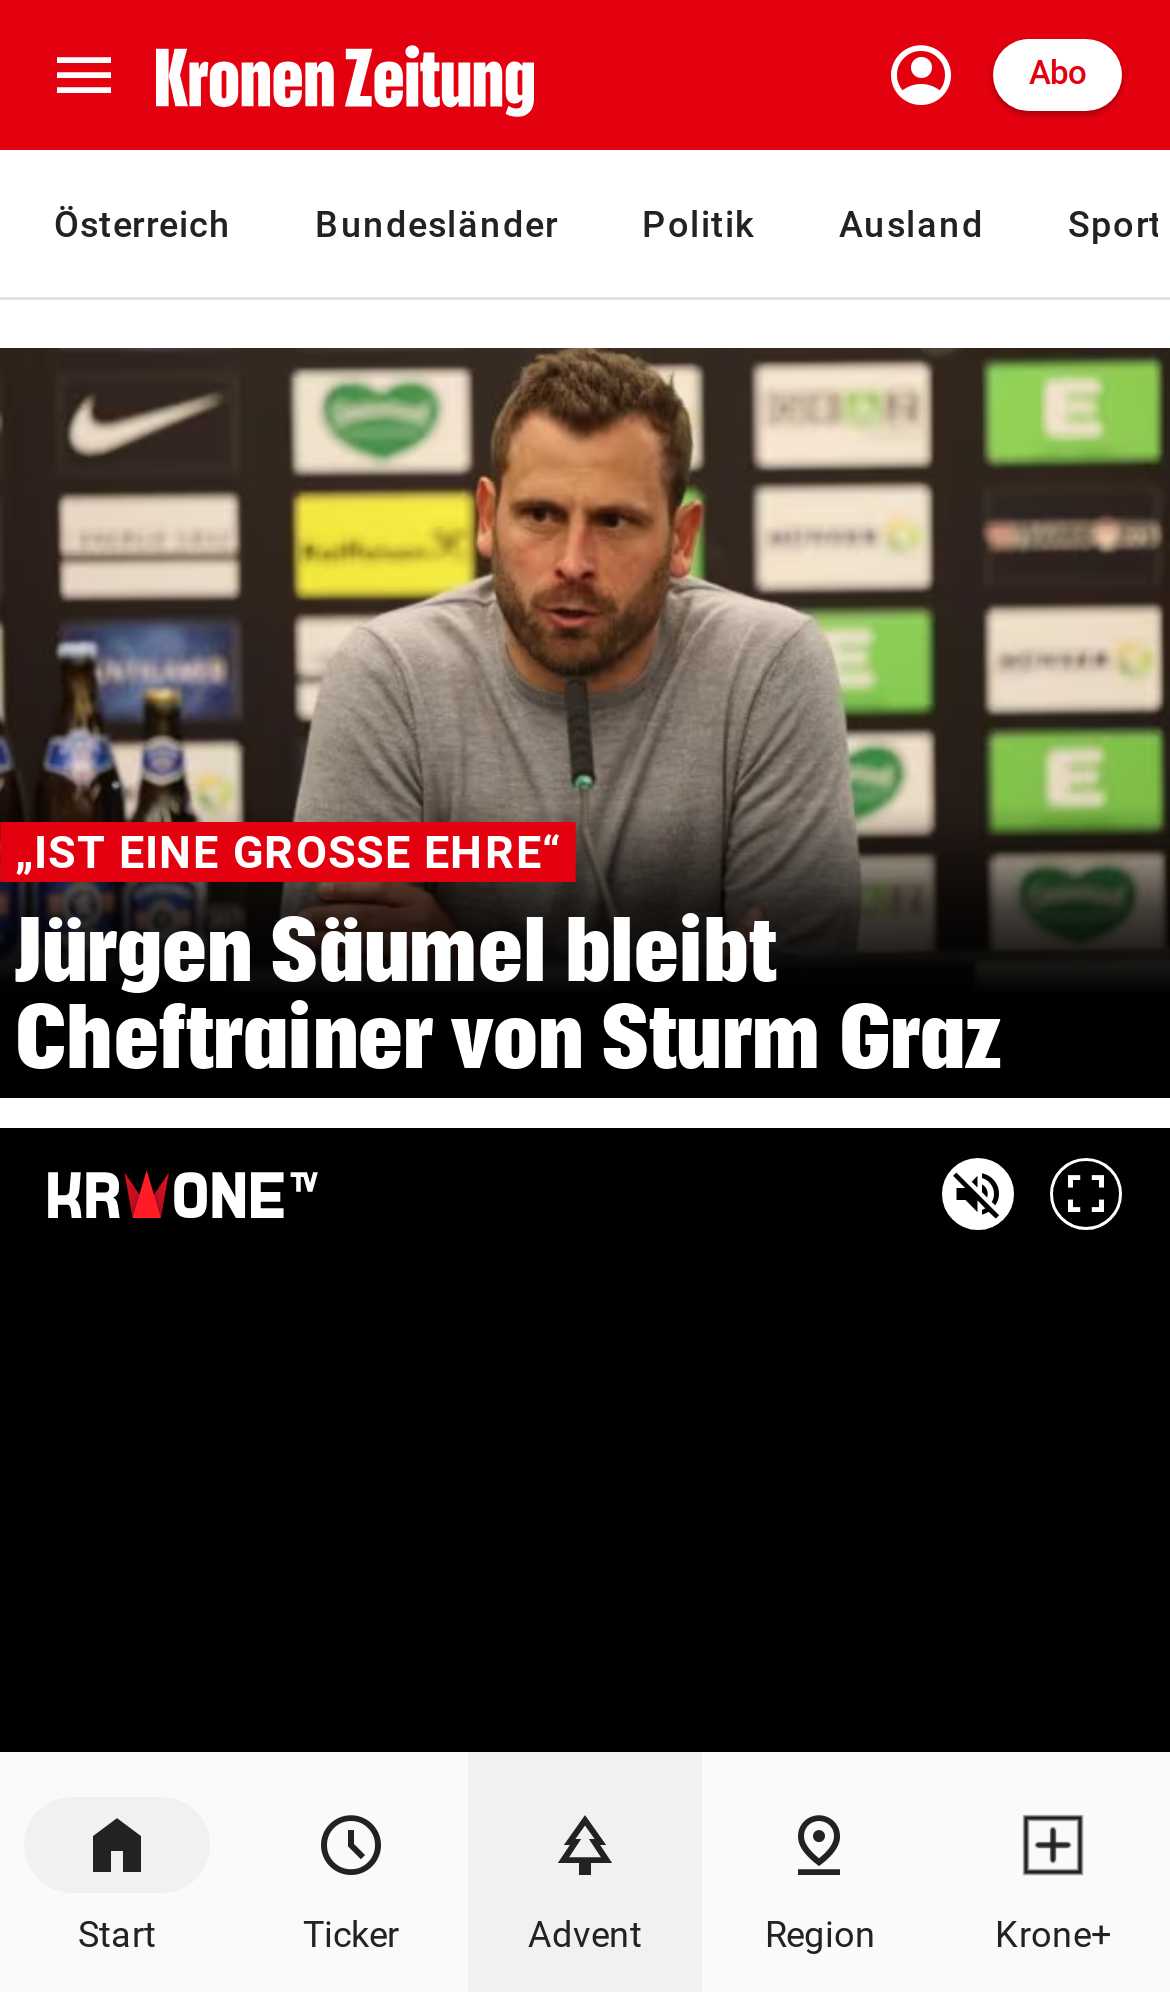 Kronen Zeitung
Abo
Österreich Bundesländer Politik Ausland Sport
Raiffeisen
„IST EINE GROSSE EHRE“
Jürgen Säumel bleibt
Cheftrainer von Sturm Graz
KRONE TV
Start Ticker Advent Region Krone+